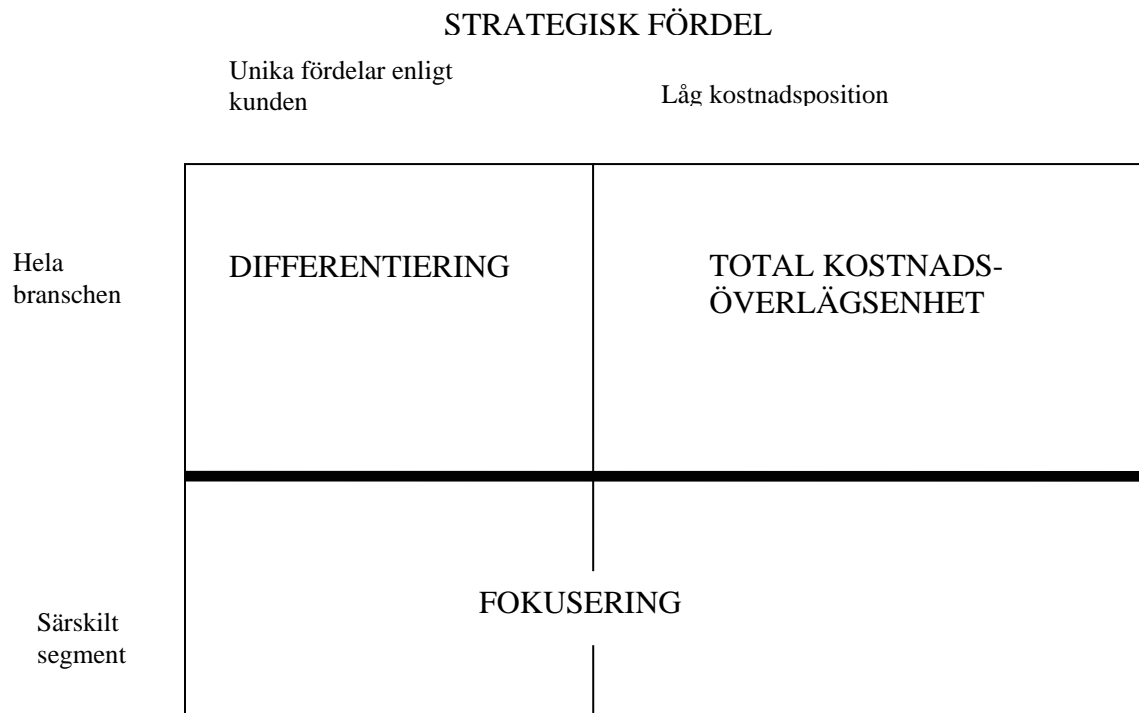 STRATEGISK FÖRDEL
Unika fördelar enligt
kunden
Låg kostnadsposition
Hela
branschen
DIFFERENTIERING
TOTAL KOSTNADS-
ÖVERLÄGSENHET
FOKUSERING
Särskilt
segment